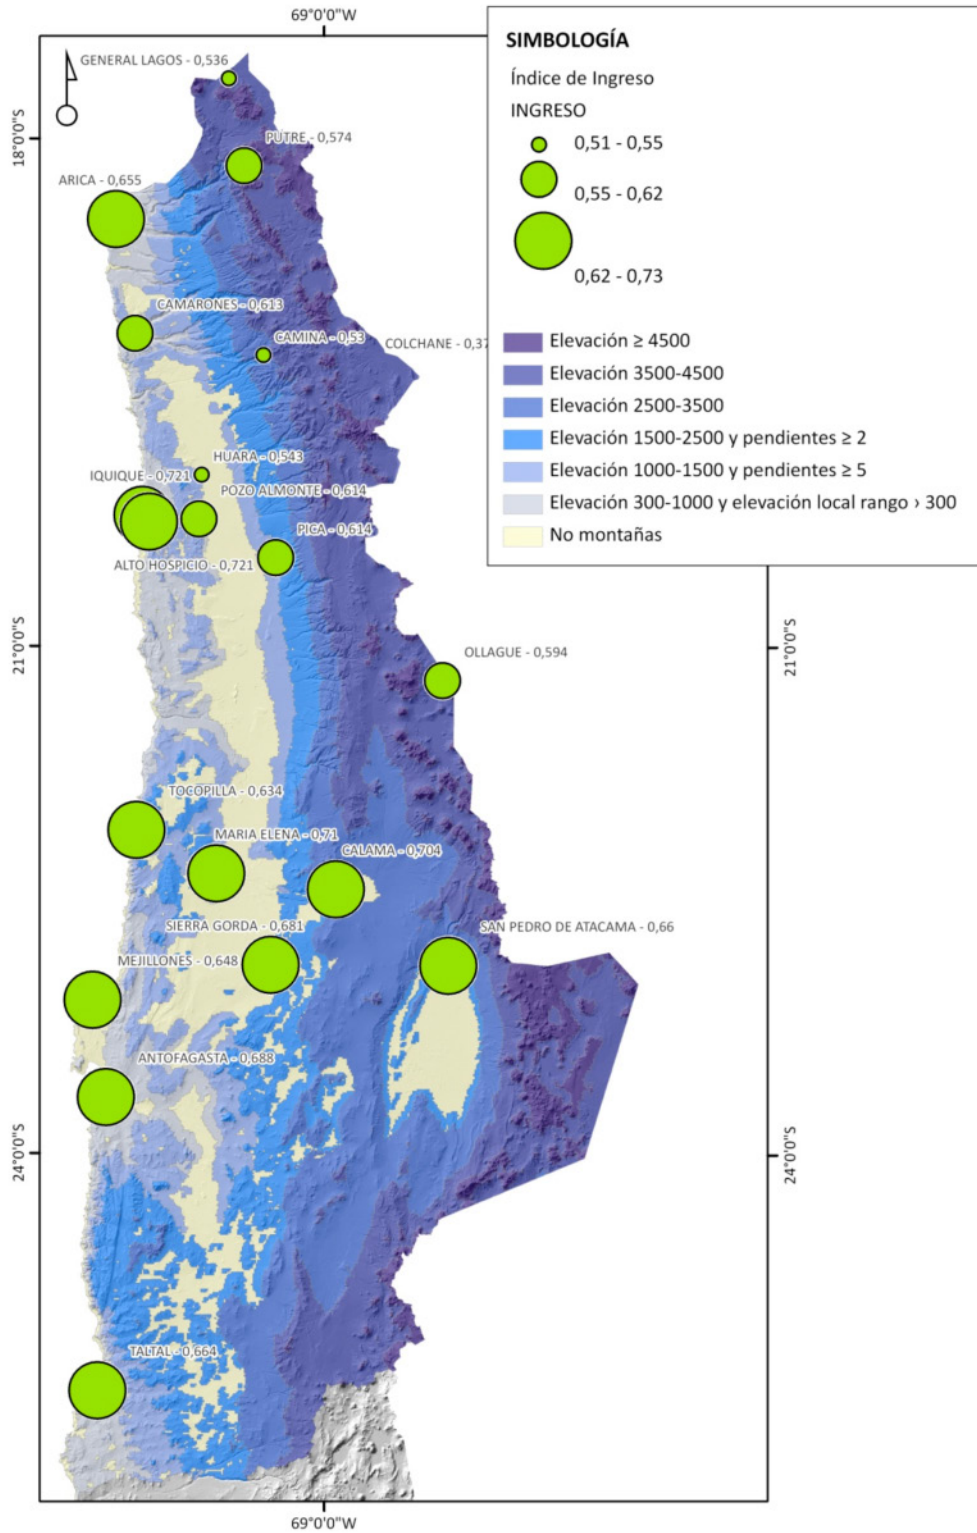 69°0'0"W
SIMBOLOGÍA
Índice de Ingreso
INGRESO
0,51 - 0,55
0,55 - 0,62
0,62 - 0,73
Elevación ≥ 4500
Elevación 3500-4500
Elevación 2500-3500
Elevación 1500-2500 y pendientes ≥ 2
Elevación 1000-1500 y pendientes ≥ 5
Elevación 300-1000 y elevación local rango › 300
No montañas
GENERAL LAGOS - 0,536
18°0'0"S
PUTRE - 0,574
ARICA - 0,655
CAMARONES - 0,613
CAMINA - 0,53
COLCHANE - 0,37
HUARA - 0,543
IQUIQUE - 0,721
POZO ALMONTE - 0,614
PICA - 0,614
ALTO HOSPICIO - 0,721
21°0'0"S
21°0'0"S
OLLAGUE - 0,594
TOCOPILLA - 0,634
MARIA ELENA - 0,71
CALAMA - 0,704
SIERRA GORDA - 0,681
SAN PEDRO DE ATACAMA - 0,66
MEJILLONES - 0,648
ANTOFAGASTA - 0,688
24°0'0"S
24°0'0"S
TALTAL - 0,664
69°0'0"W